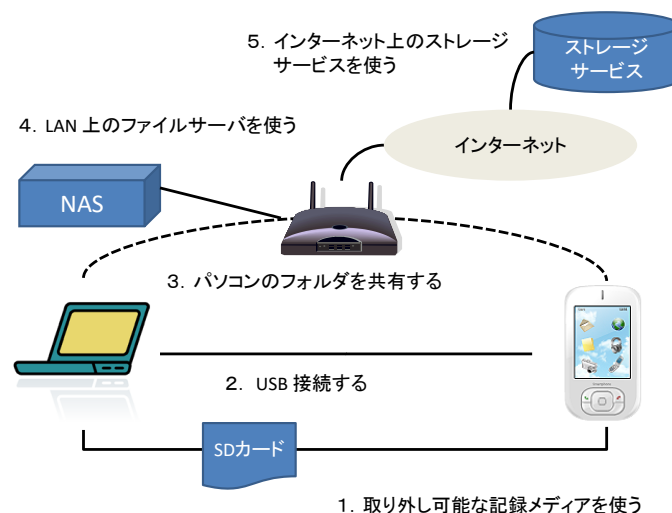 5. インターネット上のストレージ
サービスを使う
ストレージ
サービス
4. LAN 上のファイルサーバを使う
インターネット
NAS
3. パソコンのフォルダを共有する
2. USB 接続する
SDカード
1. 取り外し可能な記録メディアを使う